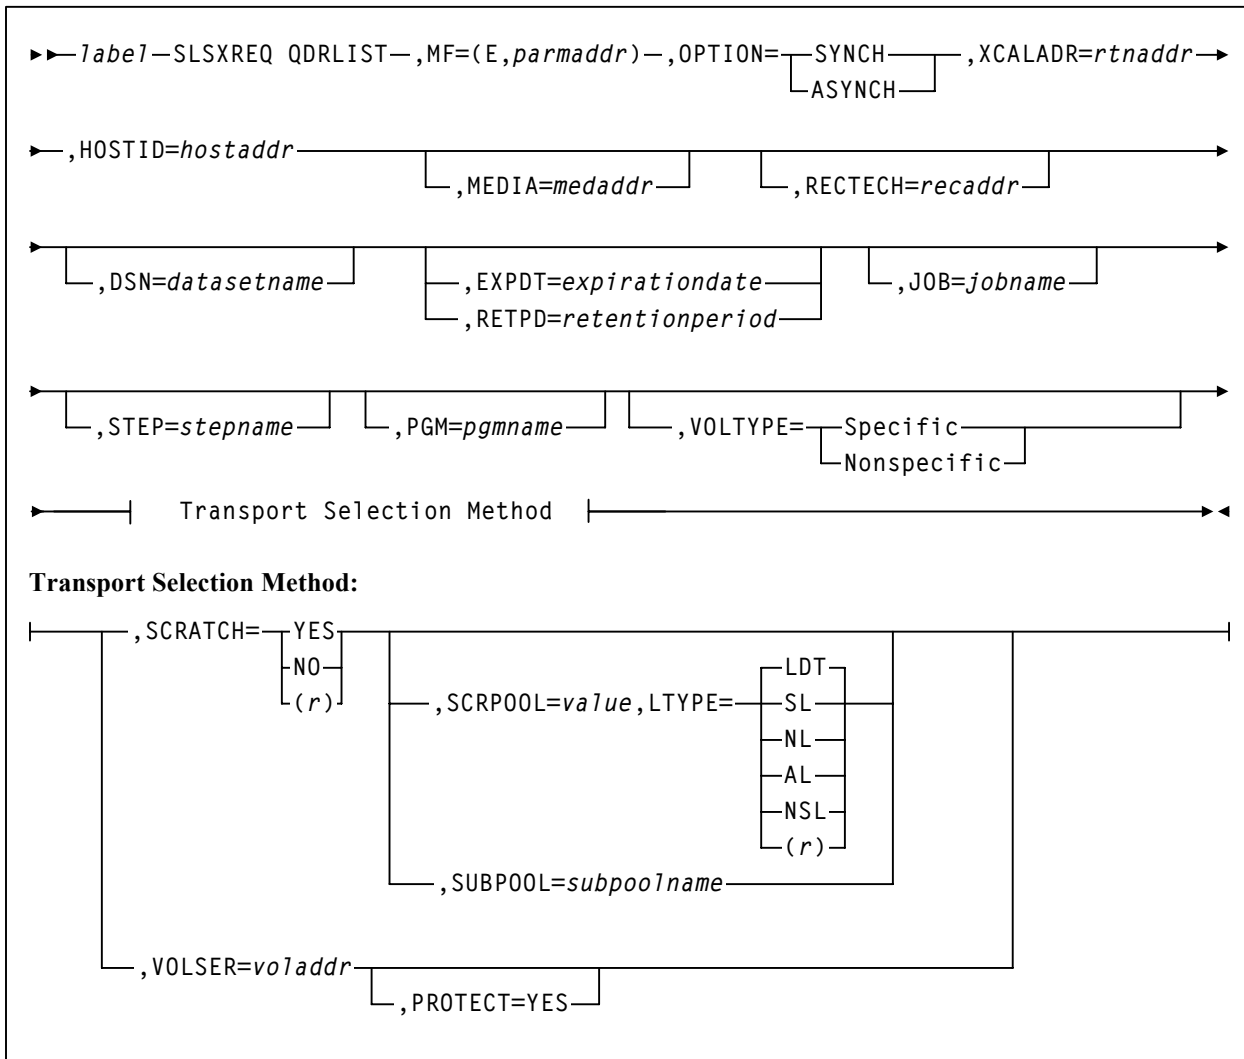 label SLSXREQ QDRLIST ,MF=(E,parmaddr) ,OPTION= SYNCH ,XCALADR=rtnaddr
ASYNCH
,HOSTID=hostaddr
,MEDIA=medaddr ,RECTECH=recaddr
,DSN=datasetname ,EXPDT=expirationdate ,JOB=jobname
,RETPD=retentionperiod
,STEP=stepname ,PGM=pgmname ,VOLTYPE= Specific
Nonspecific
Transport Selection Method
Transport Selection Method:
,SCRATCH= YES
NO
(r)
LDT
,SCRPOOL=value,LTYPE= SL
NL
AL
NSL
(r)
,SUBPOOL=subpoolname
,VOLSER=voladdr
,PROTECT=YES